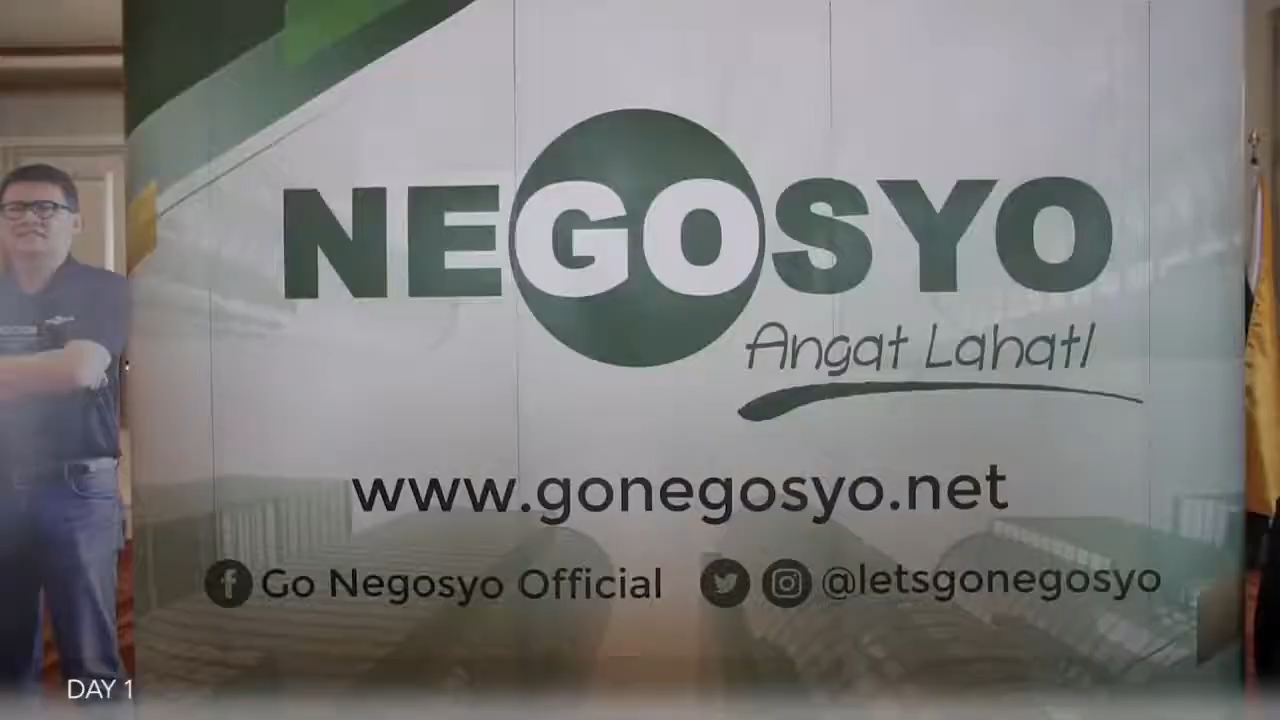 NEGOSYO
Angat Lahat!
www.gonegosyo.net
Go Negosyo Official @letsgonegosyo
DAY 1